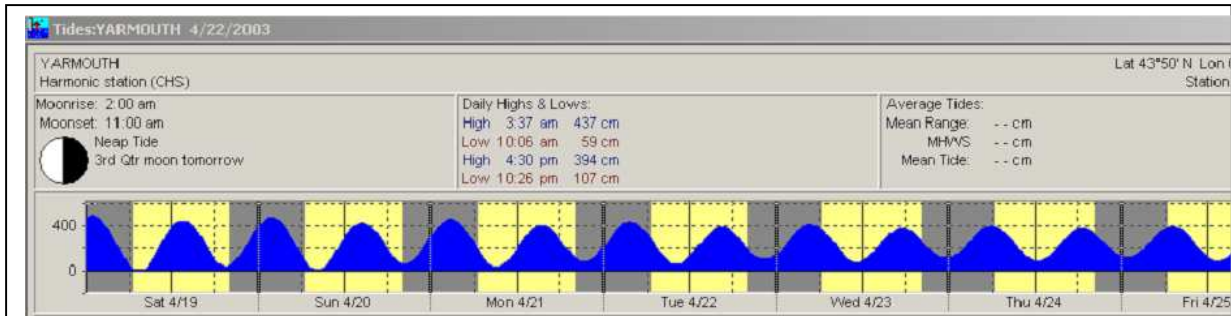 Tides:YARMOUTH 4/22/2003
YARMOUTH
Harmonic station (CHS)
Lat 43°50' N Lon
Station
Moonrise: 2:00 am
Moonset: 11:00 am
Neap Tide
3rd Qtr moon tomorrow
Daily Highs & Lows:
High 3:37 am 437 cm
Low 10:06 am 59 cm
High 4:30 pm 394 cm
Low 10:26 pm 107 cm
Average Tides:
Mean Range: - - cm
MHWS - - cm
Mean Tide: - - cm
400
0
Sat 4/19 Sun 4/20 Mon 4/21 Tue 4/22 Wed 4/23 Thu 4/24 Fri 4/25